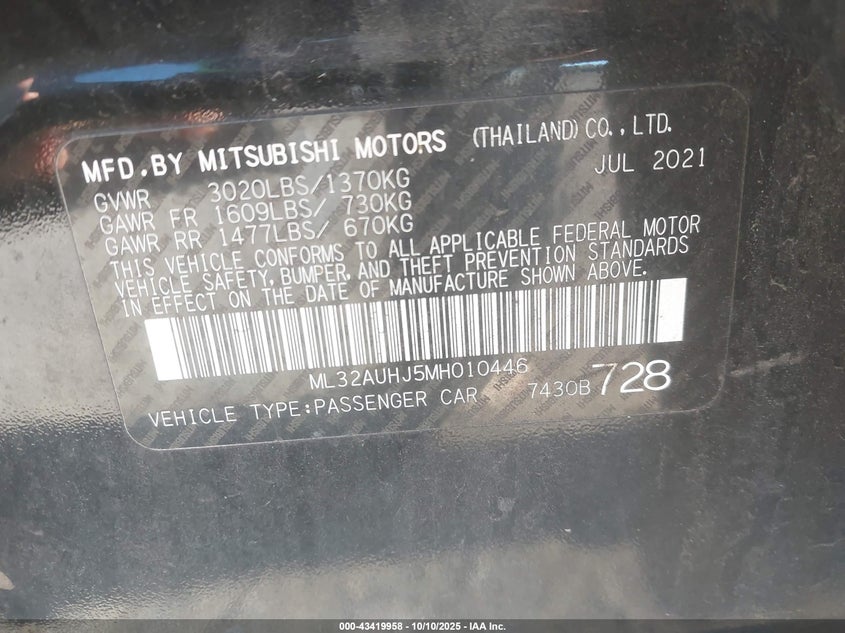 MFD.BY MITSUBISHI MOTORS (THAILAND)CO.,LTD.
JUL 2021
GVWR 3020LBS/1370KG
GAWR FR 1609LBS/ 730KG
GAWR RR 1477LBS/ 670KG
THIS VEHICLE CONFORMS TO ALL APPLICABLE FEDERAL MOTOR
VEHICLE SAFETY, BUMPER, AND THEFT PREVENTION STANDARDS
IN EFFECT ON THE DATE OF MANUFACTURE SHOWN ABOVE.
ML32AUHJ5MH010446
VEHICLE TYPE:PASSENGER CAR 7430B 728
000-43419958 - 10/10/2025 - IAA Inc.